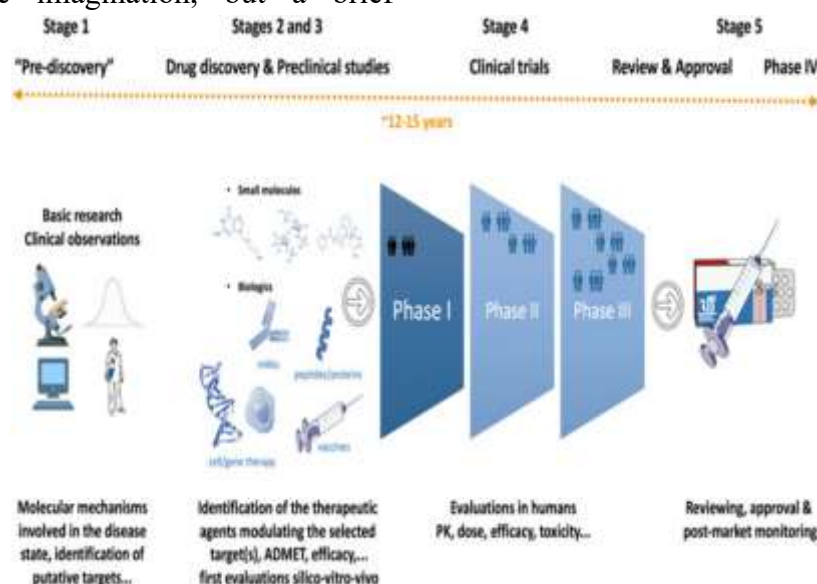 imagination, but a brief
Stage 1
Stages 2 and 3
Stage 4
Stage 5
"Pre-discovery"
Drug discovery & Preclinical studies
Clinical trials
Review & Approval
Phase IV
~12-15 years
• Small molecules
Basic research
Clinical observations
• Biologics
Phase I
Phase II
Phase III
peptides/proteins
cell/gene therapy
vaccines
Molecular mechanisms
involved in the disease
state, identification of
putative targets...
Identification of the therapeutic
agents modulating the selected
target(s), ADMET, efficacy,...
first evaluations silico-vitro-vivo
Evaluations in humans
PK, dose, efficacy, toxicity...
Reviewing, approval &
post-market monitoring